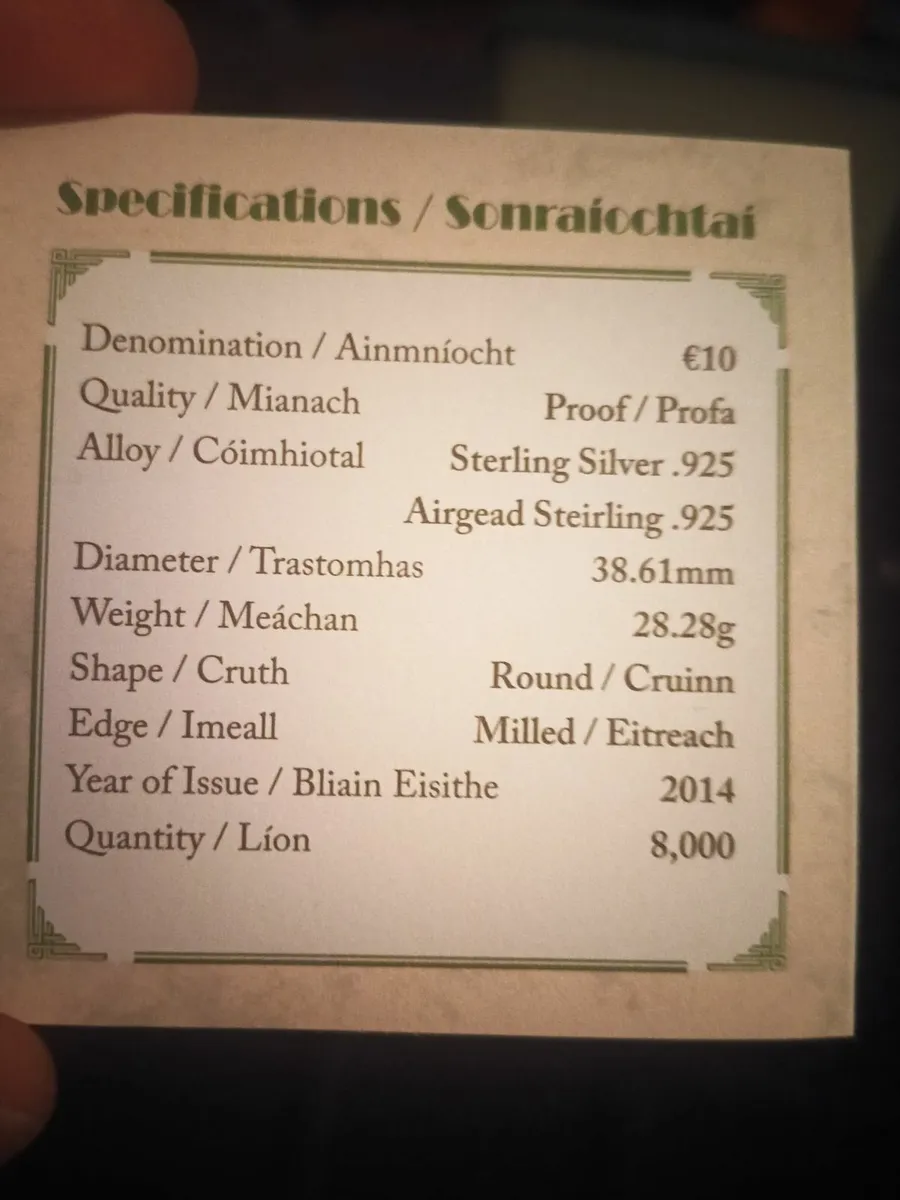 Specifications / Sonraíochtaí
Denomination / Ainmníocht €10
Quality / Mianach Proof / Profa
Alloy / Cóimhiotal Sterling Silver .925
Airgead Steirling .925
Diameter / Trastomhas 38.61mm
Weight / Meáchan 28.28g
Shape / Cruth Round / Cruinn
Edge / Imeall Milled / Eitreach
Year of Issue / Bliain Eisithe 2014
Quantity / Líon 8,000